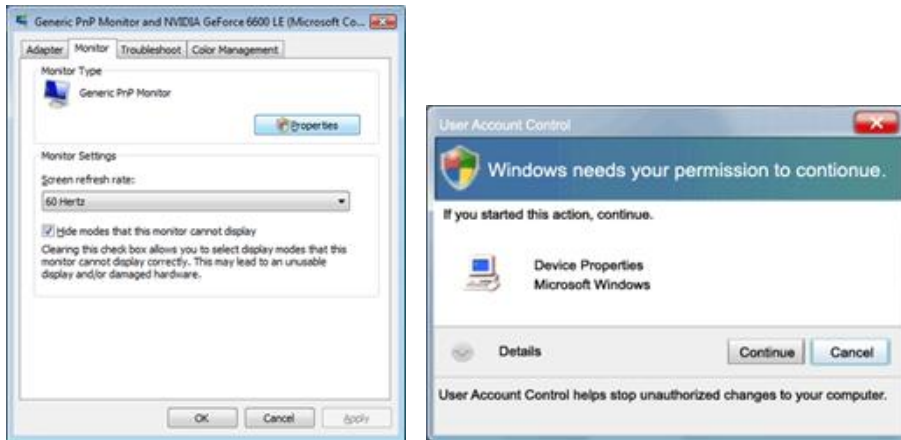 Generic PnP Monitor and NVIDIA GeForce 6600 LE (Microsoft Co...
Adapter
Monitor
Troubleshoot
Color Management
Monitor Type
Generic PnP Monitor
Properties
Monitor Settings
Screen refresh rate:
60 Hertz
Hide modes that this monitor cannot display
Clearing this check box allows you to select display modes that this
monitor cannot display correctly. This may lead to an unusable
display and/or damaged hardware.
OK
Cancel
Apply
User Account Control
Windows needs your permission to contionue.
If you started this action, continue.
Device Properties
Microsoft Windows
Details
Continue
Cancel
User Account Control helps stop unauthorized changes to your computer.